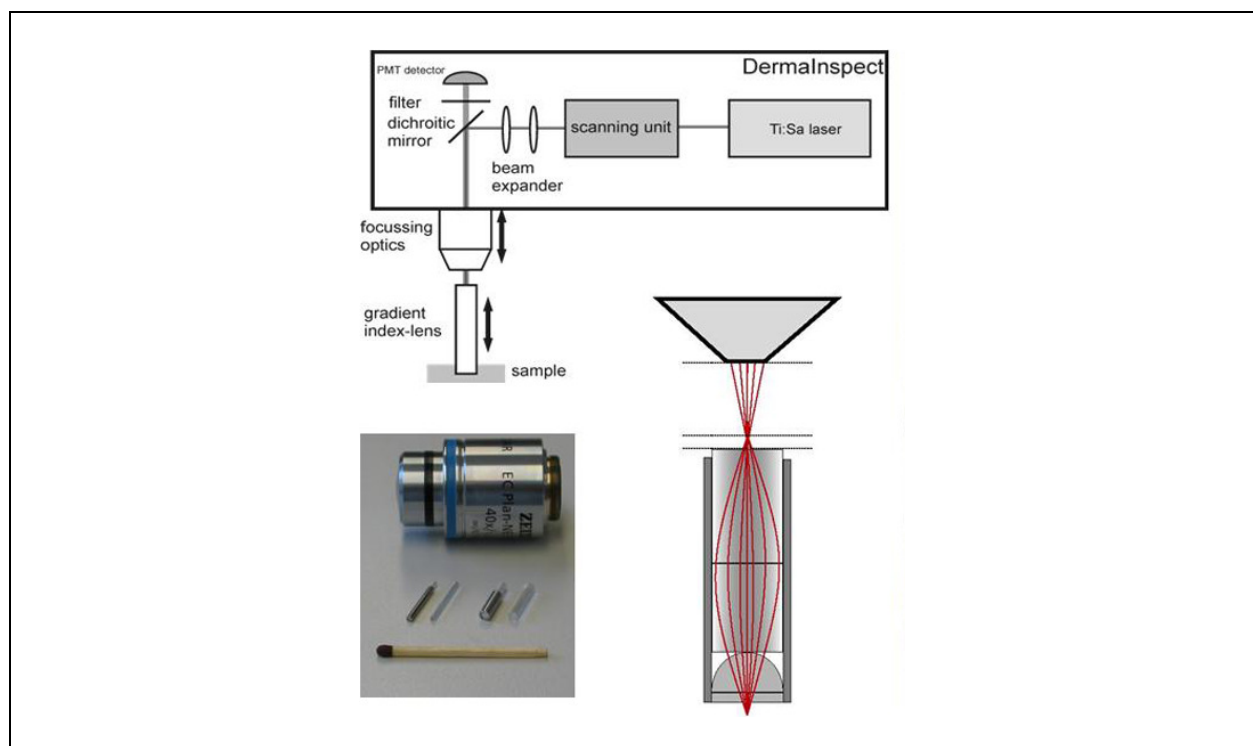 DermaInspect
PMT detector
filter
dichroitic
mirror
beam
expander
scanning unit
Ti:Sa laser
focussing
optics
gradient
index-lens
sample
EC Plan-N
40x/